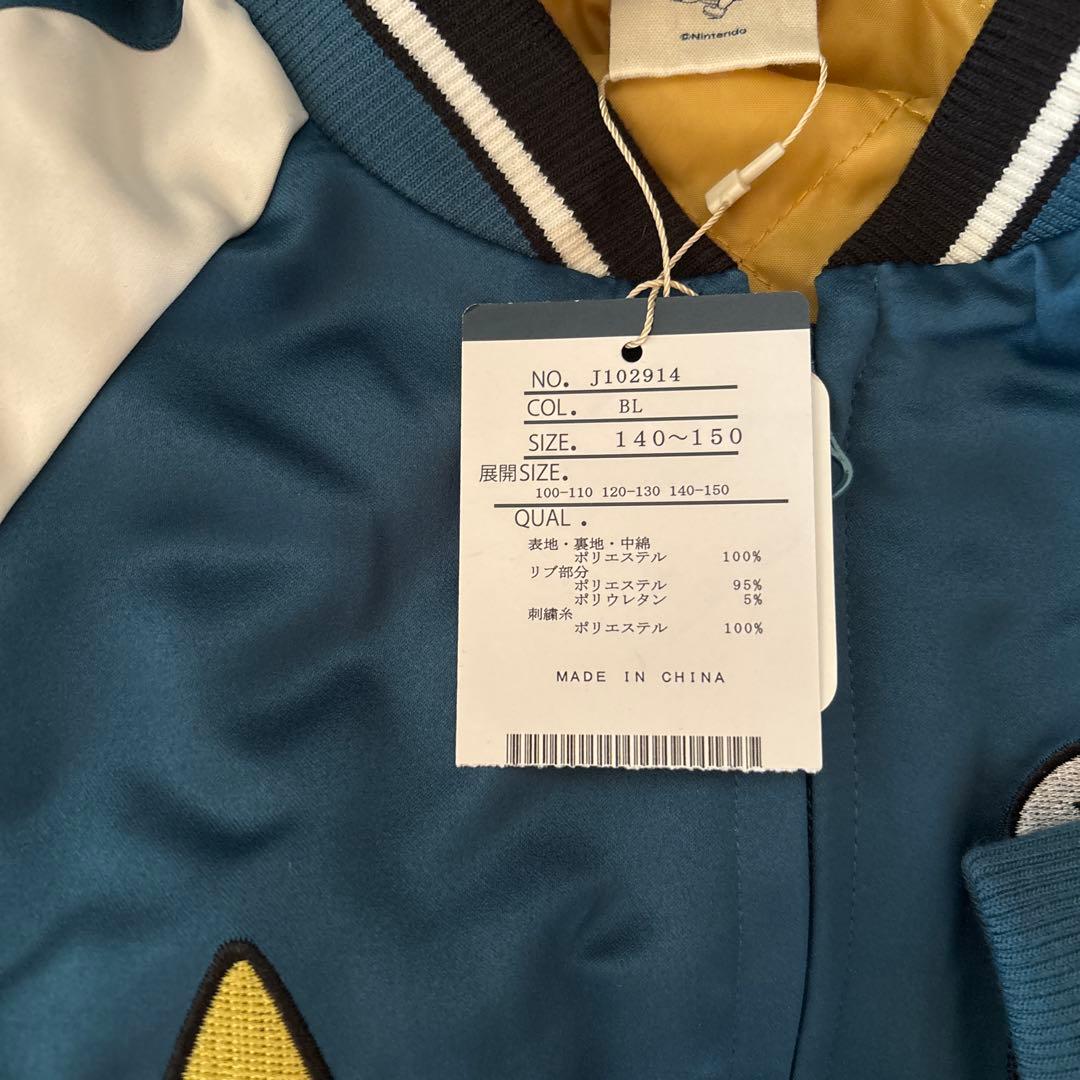 ©Nintendo
NO. J102914
COL. BL
SIZE. 140～150
展開SIZE.
100-110 120-130 140-150
QUAL.
表地・裏地・中綿
ポリエステル 100%
リブ部分
ポリエステル 95%
ポリウレタン 5%
刺繍糸
ポリエステル 100%
MADE IN CHINA